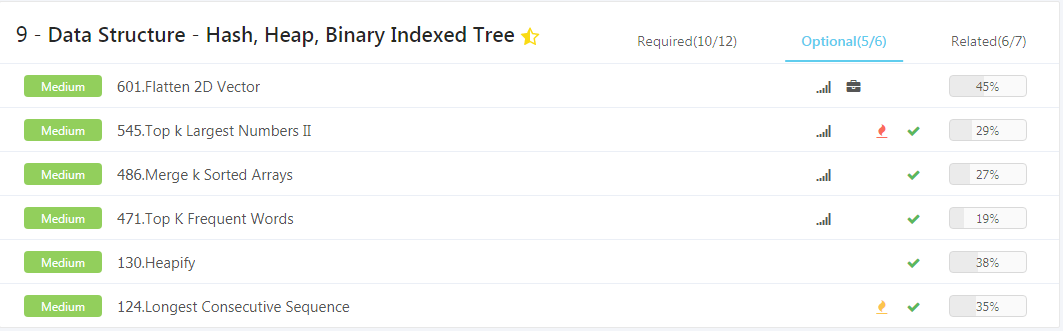 9 - Data Structure - Hash, Heap, Binary Indexed Tree Required(10/12) Optional(5/6) Related(6/7)
Medium 601.Flatten 2D Vector 45%
Medium 545.Top k Largest Numbers II 29%
Medium 486.Merge k Sorted Arrays 27%
Medium 471.Top K Frequent Words 19%
Medium 130.Heapify 38%
Medium 124.Longest Consecutive Sequence 35%